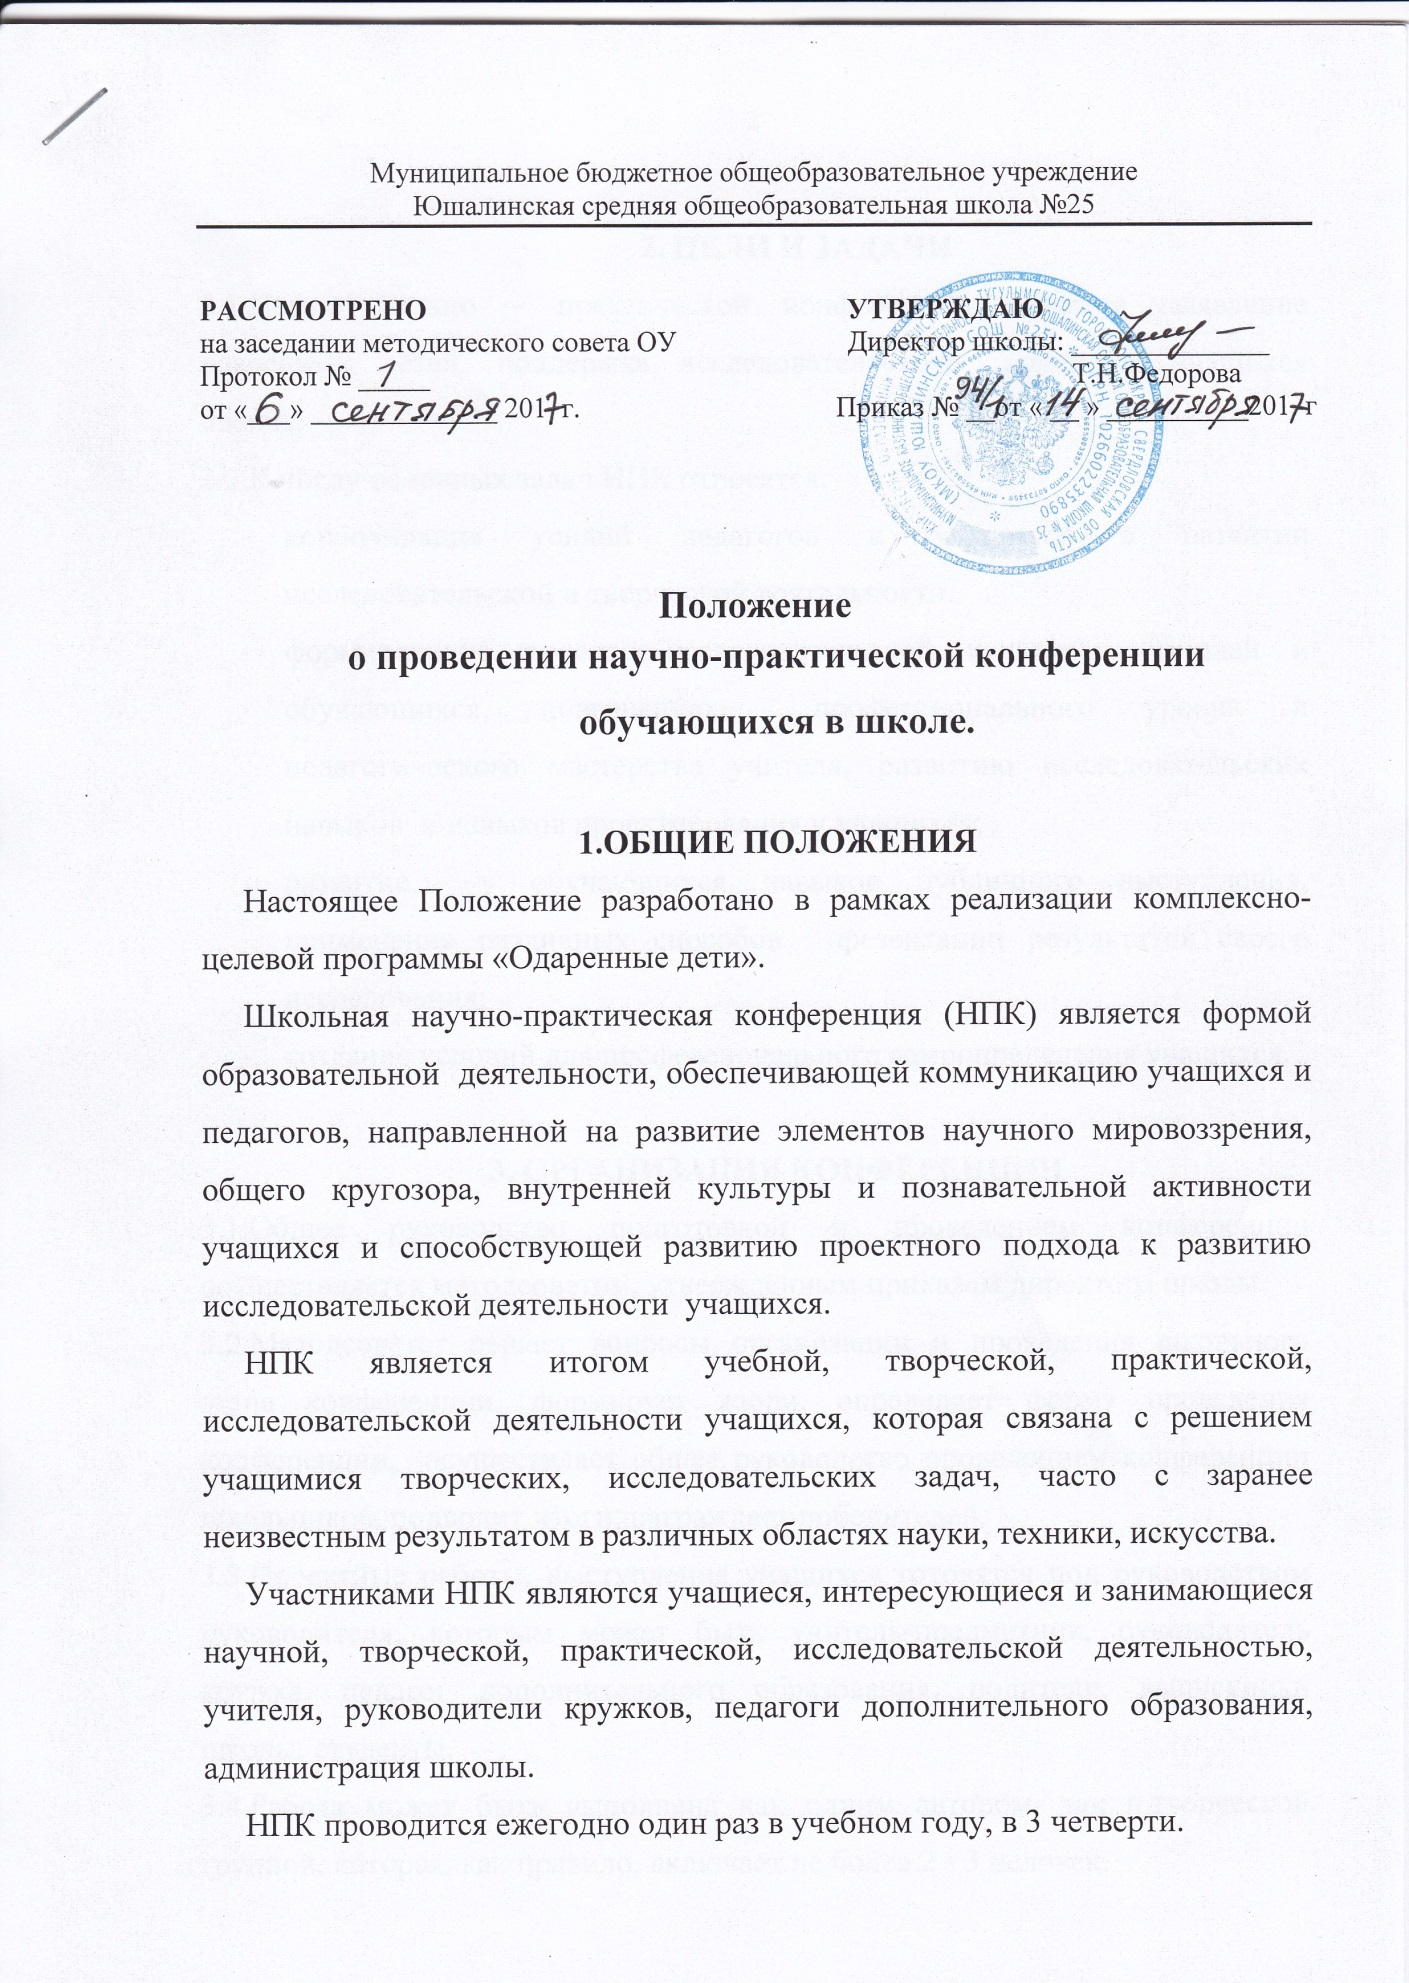 Муниципальное бюджетное общеобразовательное учреждение
Юшалинская средняя общеобразовательная школа №25
РАССМОТРЕНО
на заседании методического совета ОУ
Протокол № 1
от «6» сентября 2017г.
УТВЕРЖДАЮ
Директор школы:
Т.Н.Федорова
Приказ № 94/1 от «14» сентября 2017г
Положение
о проведении научно-практической конференции
обучающихся в школе.
1.ОБЩИЕ ПОЛОЖЕНИЯ
Настоящее Положение разработано в рамках реализации комплексно-
целевой программы «Одаренные дети».
Школьная научно-практическая конференция (НПК) является формой
образовательной деятельности, обеспечивающей коммуникацию учащихся и
педагогов, направленной на развитие элементов научного мировоззрения,
общего кругозора, внутренней культуры и познавательной активности
учащихся и способствующей развитию проектного подхода к развитию
исследовательской деятельности учащихся.
НПК является итогом учебной, творческой, практической,
исследовательской деятельности учащихся, которая связана с решением
учащимися творческих, исследовательских задач, часто с заранее
неизвестным результатом в различных областях науки, техники, искусства.
Участниками НПК являются учащиеся, интересующиеся и занимающиеся
научной, творческой, практической, исследовательской деятельностью,
учителя, руководители кружков, педагоги дополнительного образования,
администрация школы.
НПК проводится ежегодно один раз в учебном году, в 3 четверти.